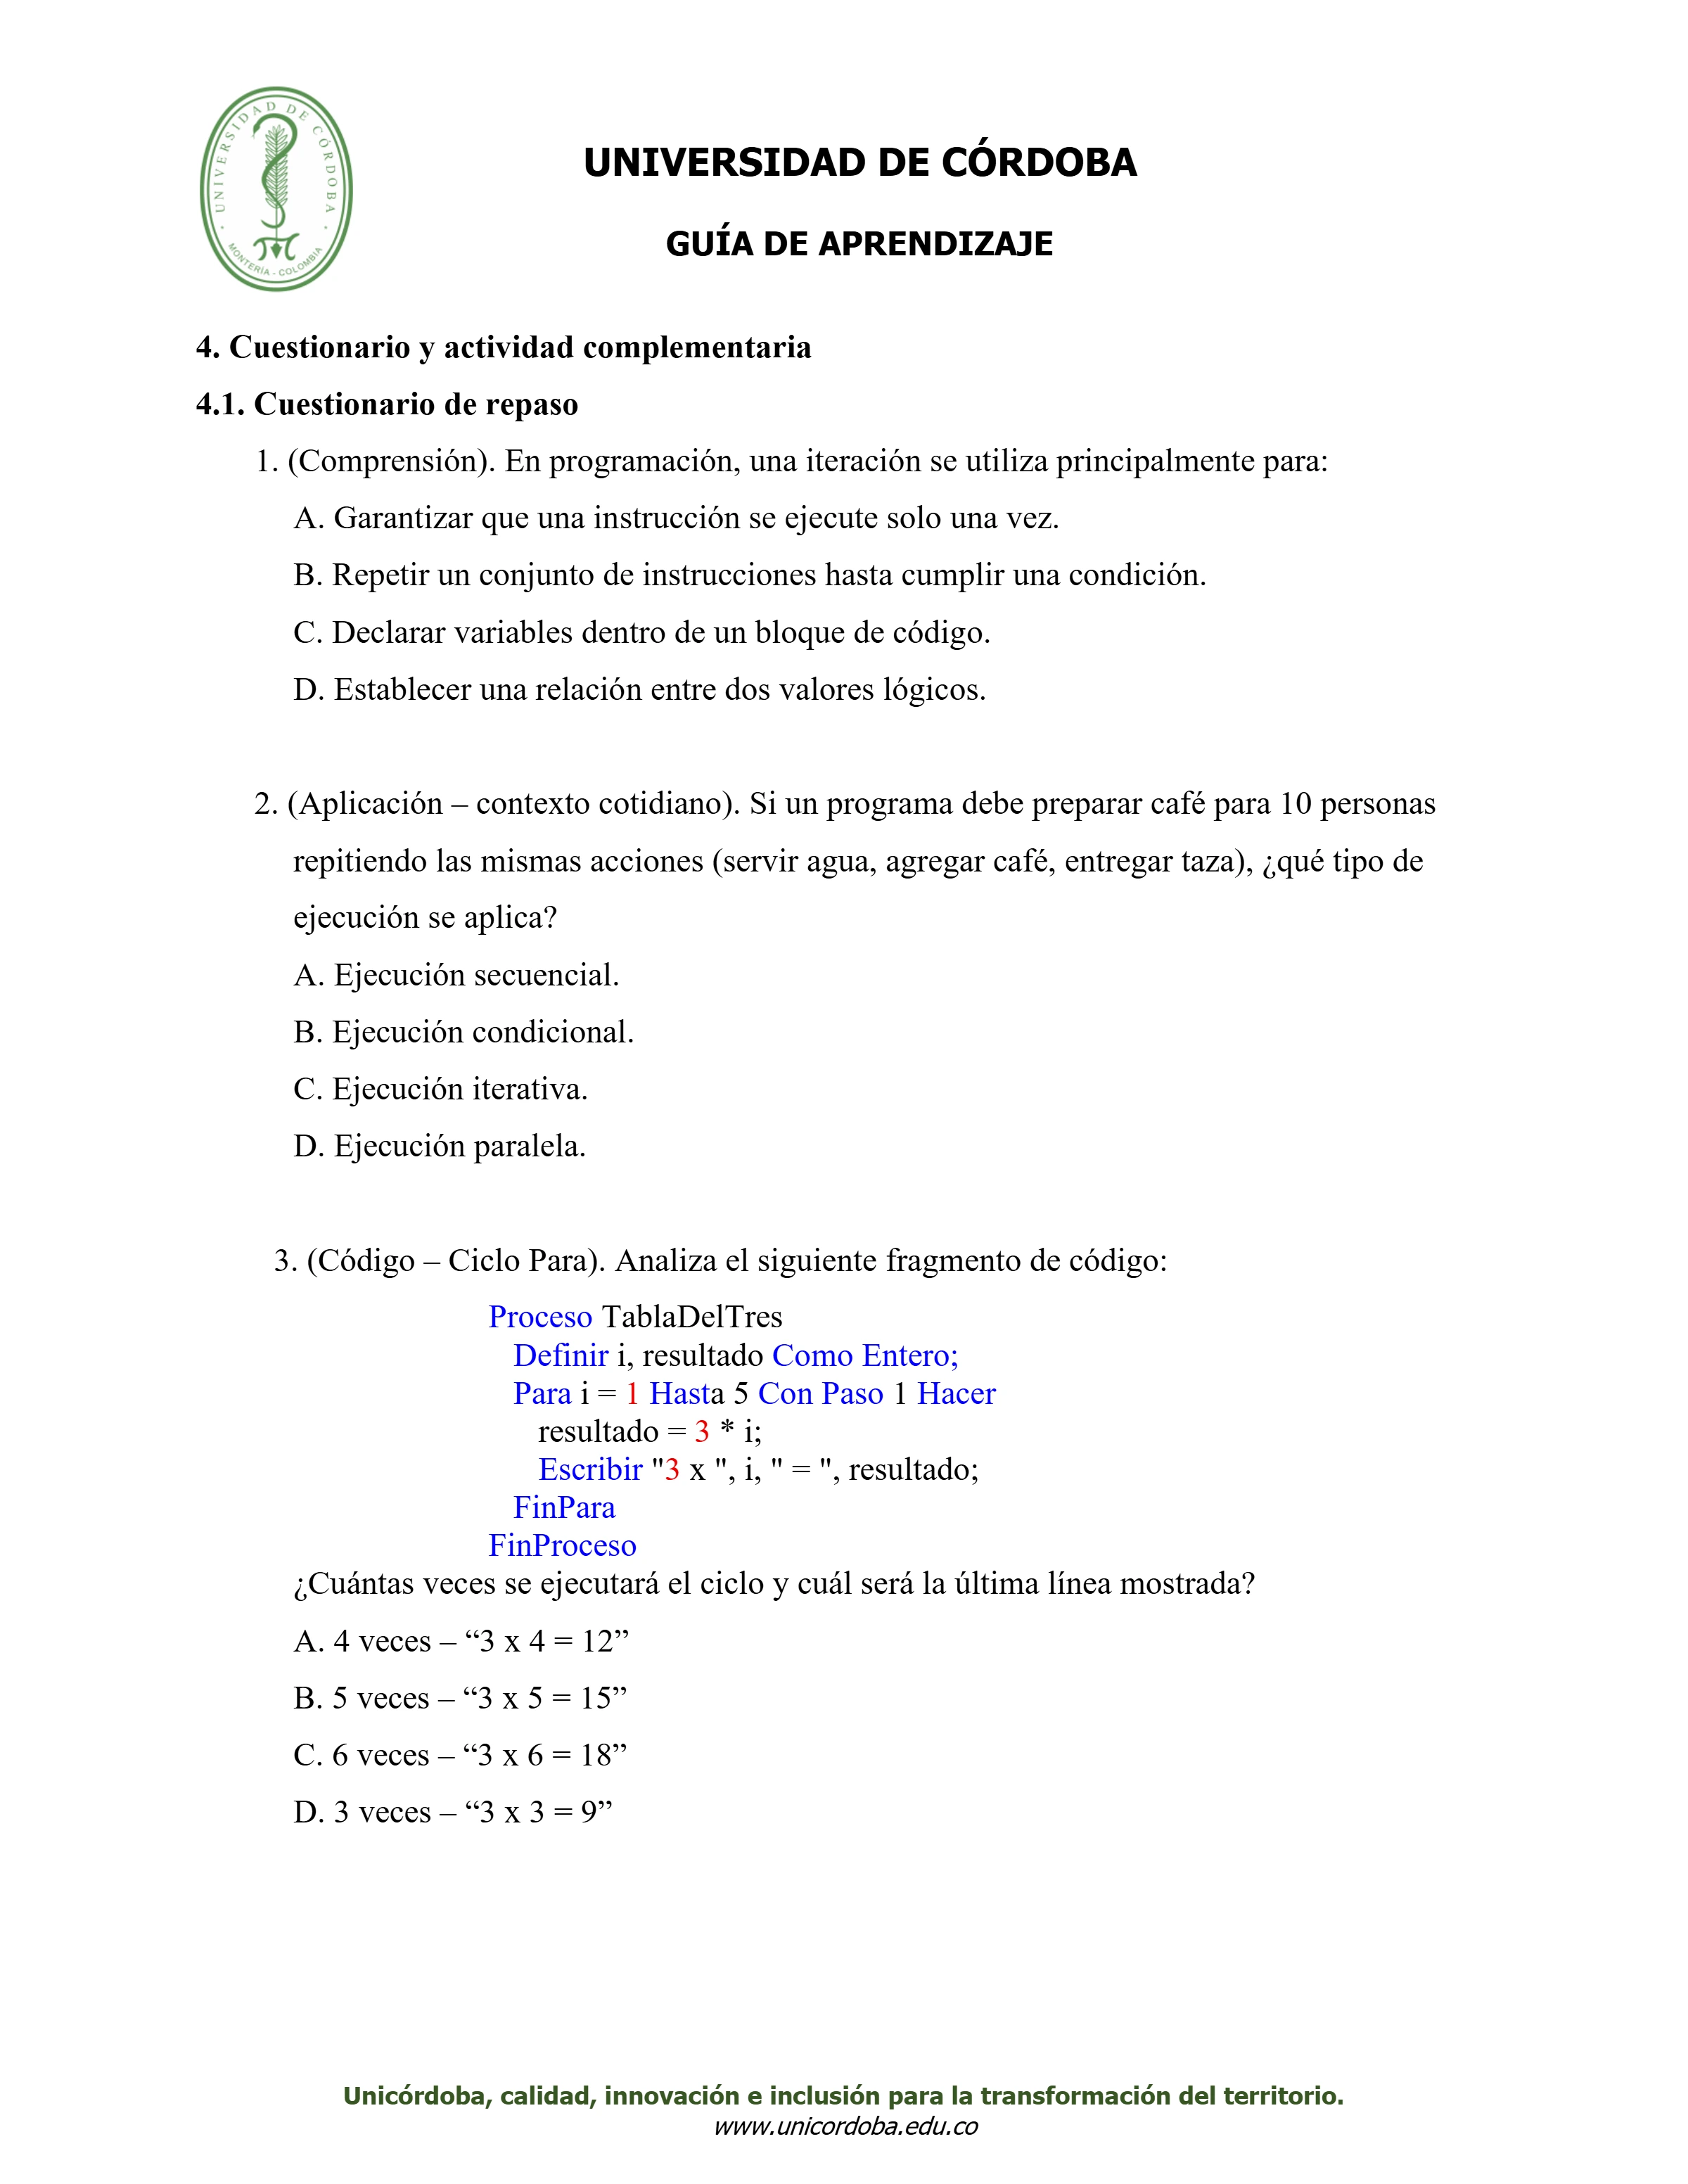 UNIVERSIDAD DE CÓRDOBA
MONTERÍA - COLOMBIA
UNIVERSIDAD DE CÓRDOBA
GUÍA DE APRENDIZAJE
4. Cuestionario y actividad complementaria
4.1. Cuestionario de repaso
1. (Comprensión). En programación, una iteración se utiliza principalmente para:
A. Garantizar que una instrucción se ejecute solo una vez.
B. Repetir un conjunto de instrucciones hasta cumplir una condición.
C. Declarar variables dentro de un bloque de código.
D. Establecer una relación entre dos valores lógicos.
2. (Aplicación – contexto cotidiano). Si un programa debe preparar café para 10 personas
repitiendo las mismas acciones (servir agua, agregar café, entregar taza), ¿qué tipo de
ejecución se aplica?
A. Ejecución secuencial.
B. Ejecución condicional.
C. Ejecución iterativa.
D. Ejecución paralela.
3. (Código – Ciclo Para). Analiza el siguiente fragmento de código:
Proceso TablaDelTres
Definir i, resultado Como Entero;
Para i = 1 Hasta 5 Con Paso 1 Hacer
resultado = 3 * i;
Escribir "3 x ", i, " = ", resultado;
FinPara
FinProceso
¿Cuántas veces se ejecutará el ciclo y cuál será la última línea mostrada?
A. 4 veces – “3 x 4 = 12”
B. 5 veces – “3 x 5 = 15”
C. 6 veces – “3 x 6 = 18”
D. 3 veces – “3 x 3 = 9”
Unicórdoba, calidad, innovación e inclusión para la transformación del territorio.
www.unicordoba.edu.co